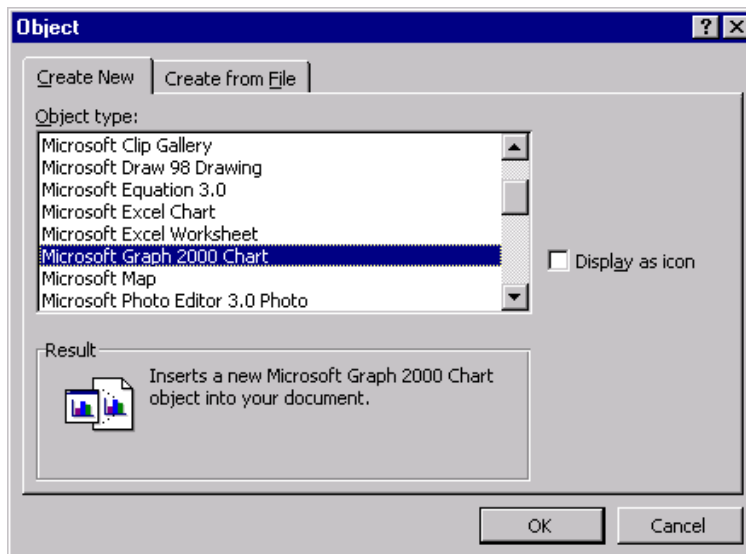 Object
Create New
Create from File
Object type:
Microsoft Clip Gallery
Microsoft Draw 98 Drawing
Microsoft Equation 3.0
Microsoft Excel Chart
Microsoft Excel Worksheet
Microsoft Graph 2000 Chart
Microsoft Map
Microsoft Photo Editor 3.0 Photo
Display as icon
Result
Inserts a new Microsoft Graph 2000 Chart
object into your document.
OK
Cancel